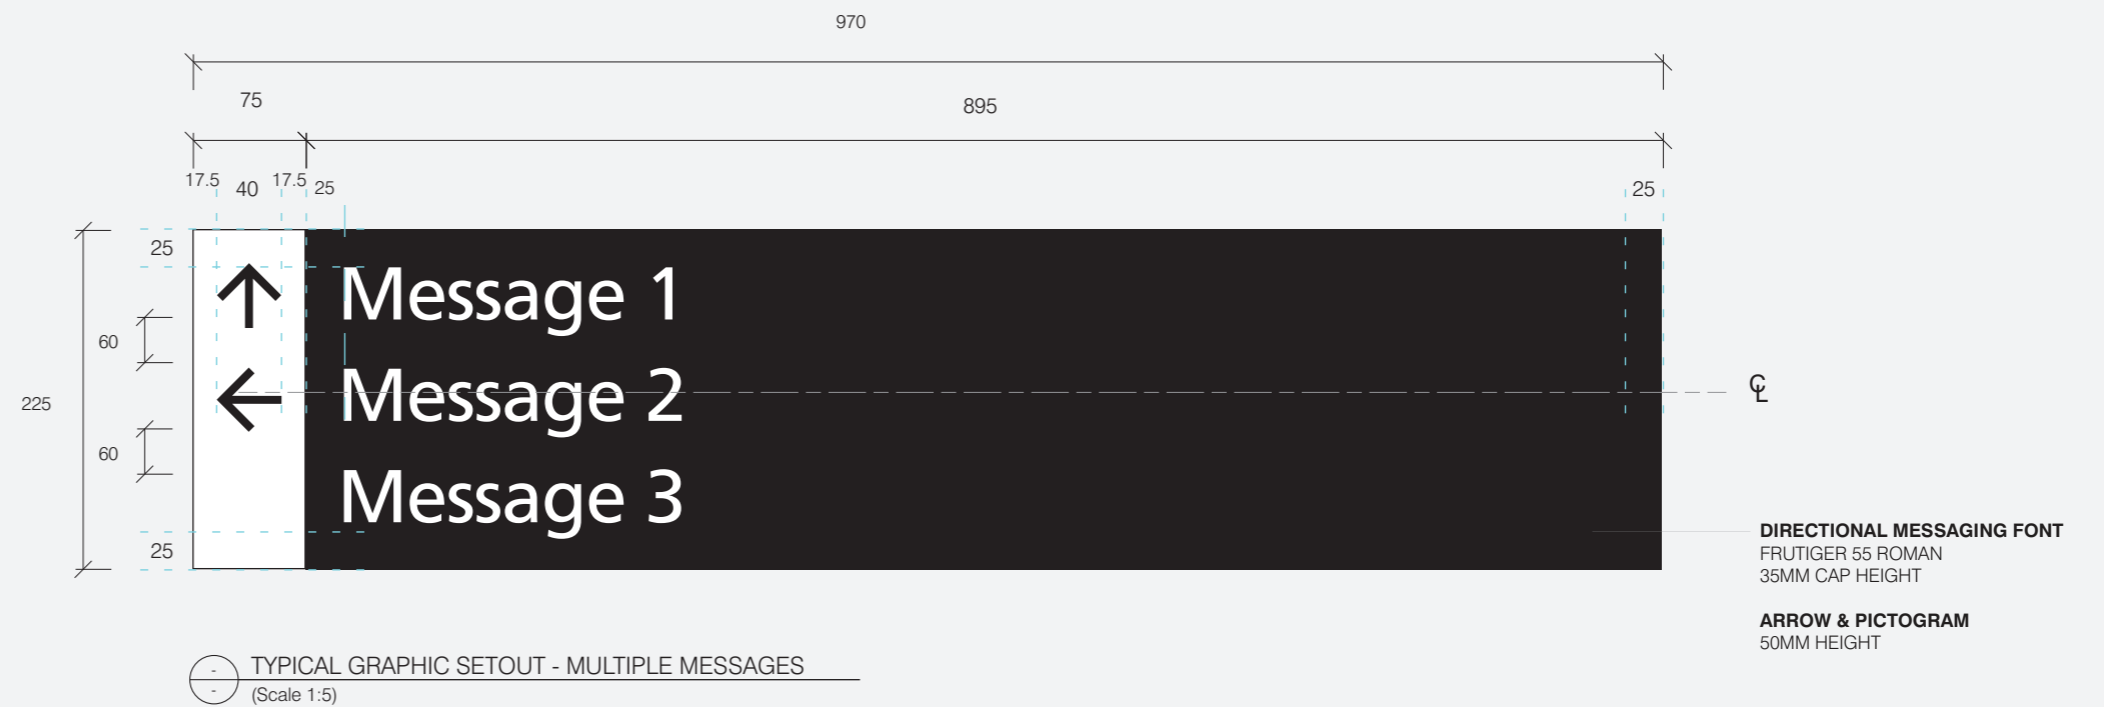 970
75
895
17.5 40 17.5 25
25
25
Message 1
60
Message 2
225
60
Message 3
25
DIRECTIONAL MESSAGING FONT
FRUTIGER 55 ROMAN
35MM CAP HEIGHT
ARROW & PICTOGRAM
50MM HEIGHT
- 
-
TYPICAL GRAPHIC SETOUT - MULTIPLE MESSAGES
(Scale 1:5)